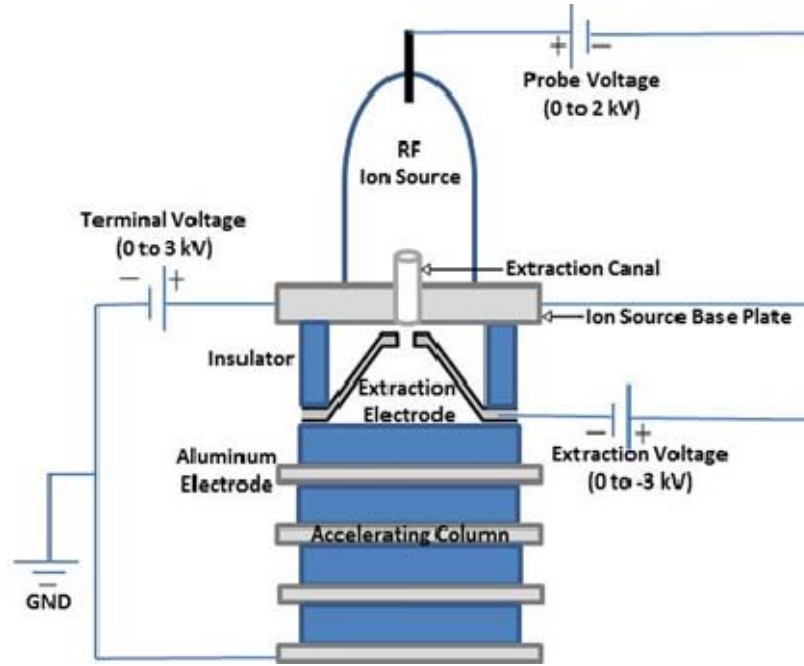 + −
Probe Voltage
(0 to 2 kV)
RF
Ion Source
Terminal Voltage
(0 to 3 kV)
− +
Extraction Canal
Ion Source Base Plate
Insulator
Extraction
Electrode
− +
Extraction Voltage
(0 to -3 kV)
Aluminum
Electrode
Accelerating Column
GND